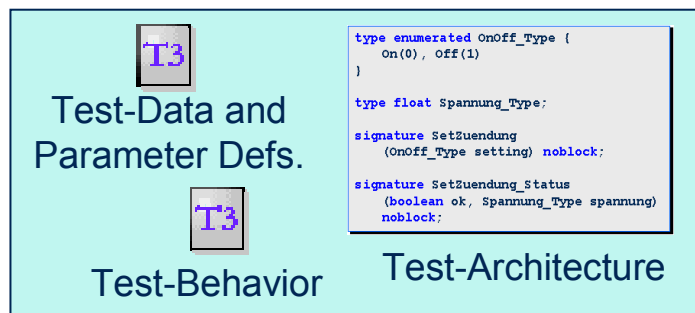 T3
Test-Data and
Parameter Defs.
T3
Test-Behavior
type enumerated OnOff_Type {
On(0), Off(1)
}
type float Spannung_Type;
signature SetZuendung
(OnOff_Type setting) noblock;
signature SetZuendung_Status
(boolean ok, Spannung_Type spannung)
noblock;
Test-Architecture